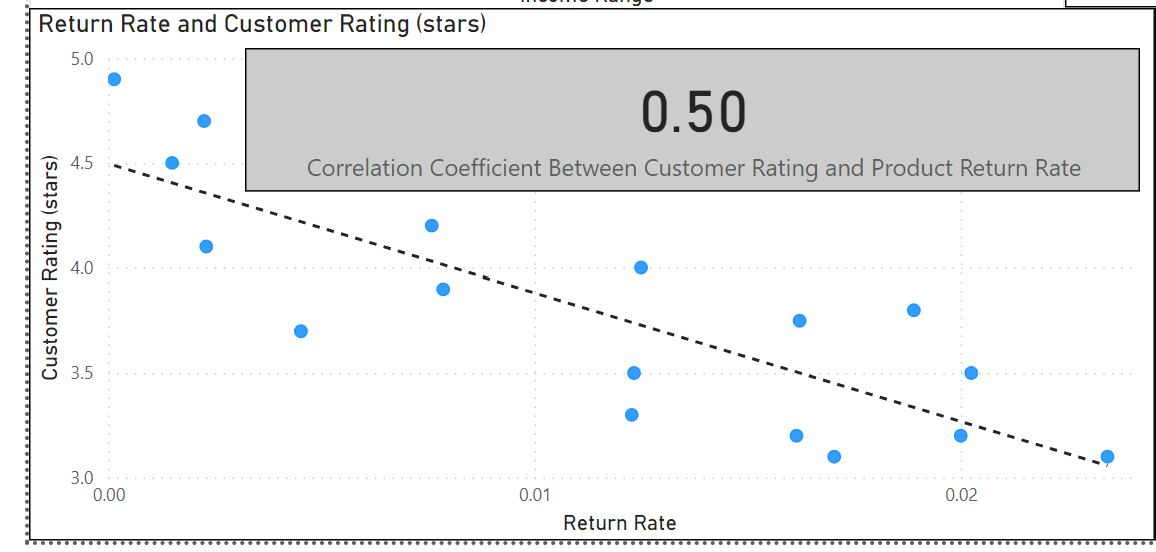 Return Rate and Customer Rating (stars)
5.0
0.50
Correlation Coefficient Between Customer Rating and Product Return Rate
4.5
4.0
3.5
3.0
Customer Rating (stars)
0.00 0.01 0.02
Return Rate